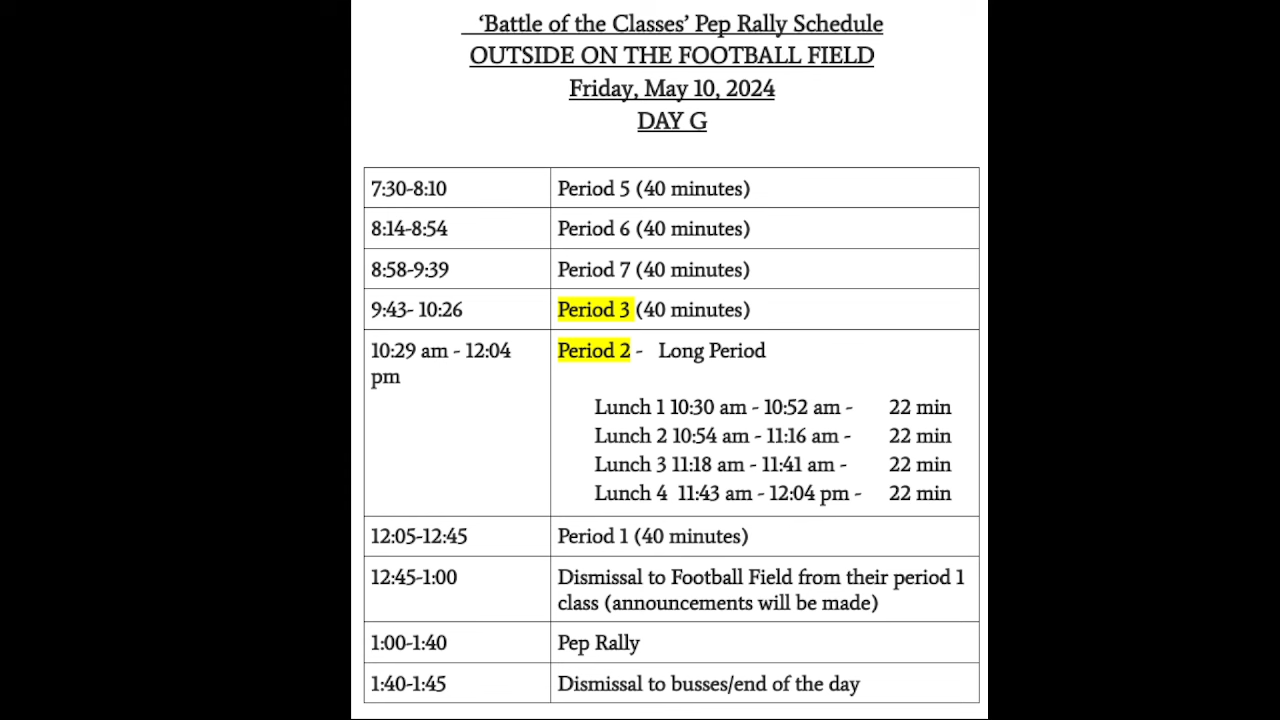 ‘Battle of the Classes’ Pep Rally Schedule
OUTSIDE ON THE FOOTBALL FIELD
Friday, May 10, 2024
DAY G
7:30-8:10 Period 5 (40 minutes)
8:14-8:54 Period 6 (40 minutes)
8:58-9:39 Period 7 (40 minutes)
9:43- 10:26 Period 3 (40 minutes)
10:29 am - 12:04 Period 2 - Long Period
pm
Lunch 1 10:30 am - 10:52 am - 22 min
Lunch 2 10:54 am - 11:16 am - 22 min
Lunch 3 11:18 am - 11:41 am - 22 min
Lunch 4 11:43 am - 12:04 pm - 22 min
12:05-12:45 Period 1 (40 minutes)
12:45-1:00 Dismissal to Football Field from their period 1
class (announcements will be made)
1:00-1:40 Pep Rally
1:40-1:45 Dismissal to busses/end of the day